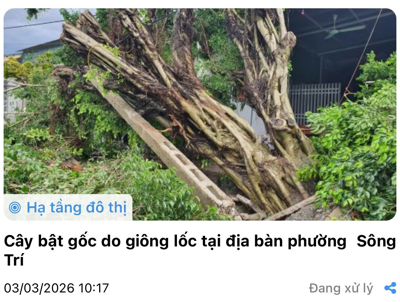 Hạ tầng đô thị
Cây bật gốc do giông lốc tại địa bàn phường Sông
Trí
03/03/2026 10:17
Đang xử lý